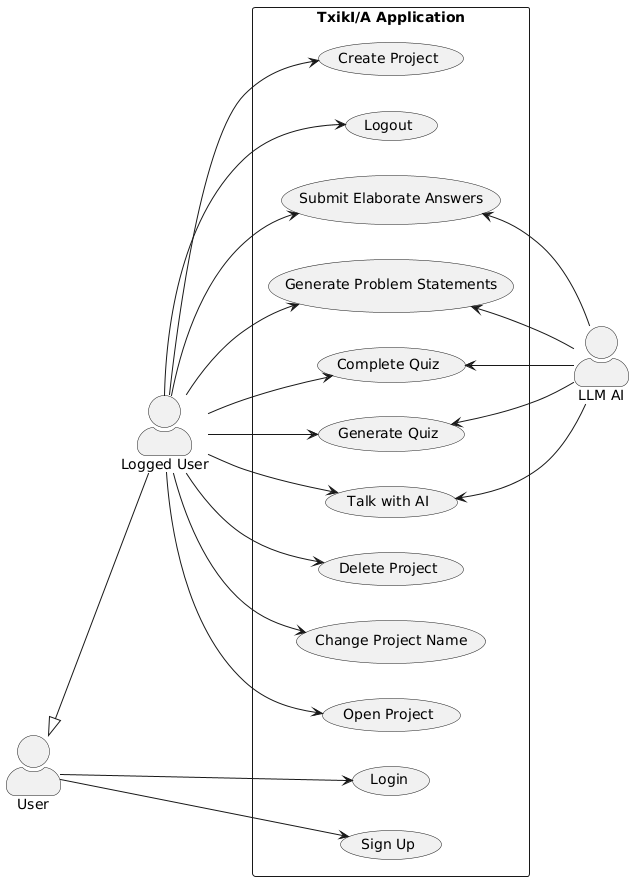 TxikI/A Application
Create Project
Logout
Submit Elaborate Answers
Generate Problem Statements
Complete Quiz
LLM AI
Generate Quiz
Logged User
Talk with AI
Delete Project
Change Project Name
Open Project
Login
User
Sign Up